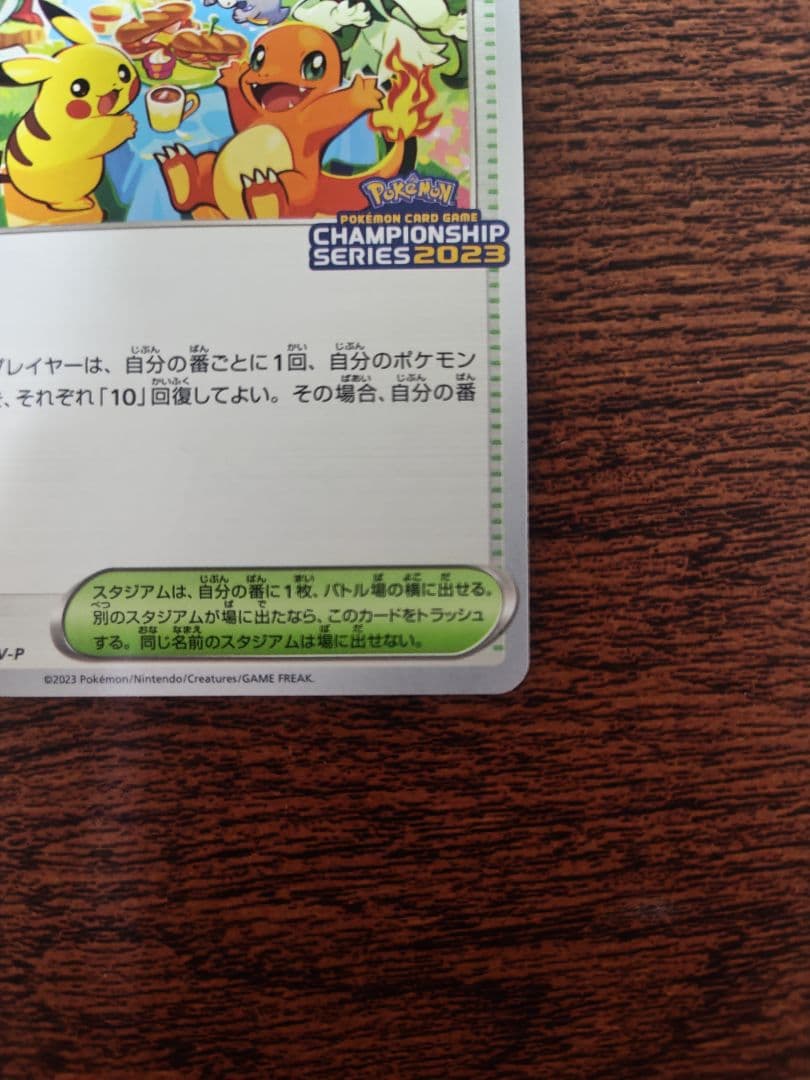 POKÉMON
POKÉMON CARD GAME
CHAMPIONSHIP
SERIES 2023
レイヤーは、自分の番ごとに1回、自分のポケモン
、それぞれ「10」回復してよい。その場合、自分の番
スタジアムは、自分の番に1枚、バトル場の横に出せる。
別のスタジアムが場に出たなら、このカードをトラッシュ
する。同じ名前のスタジアムは場に出せない。
V-P
©2023 Pokémon/Nintendo/Creatures/GAME FREAK.